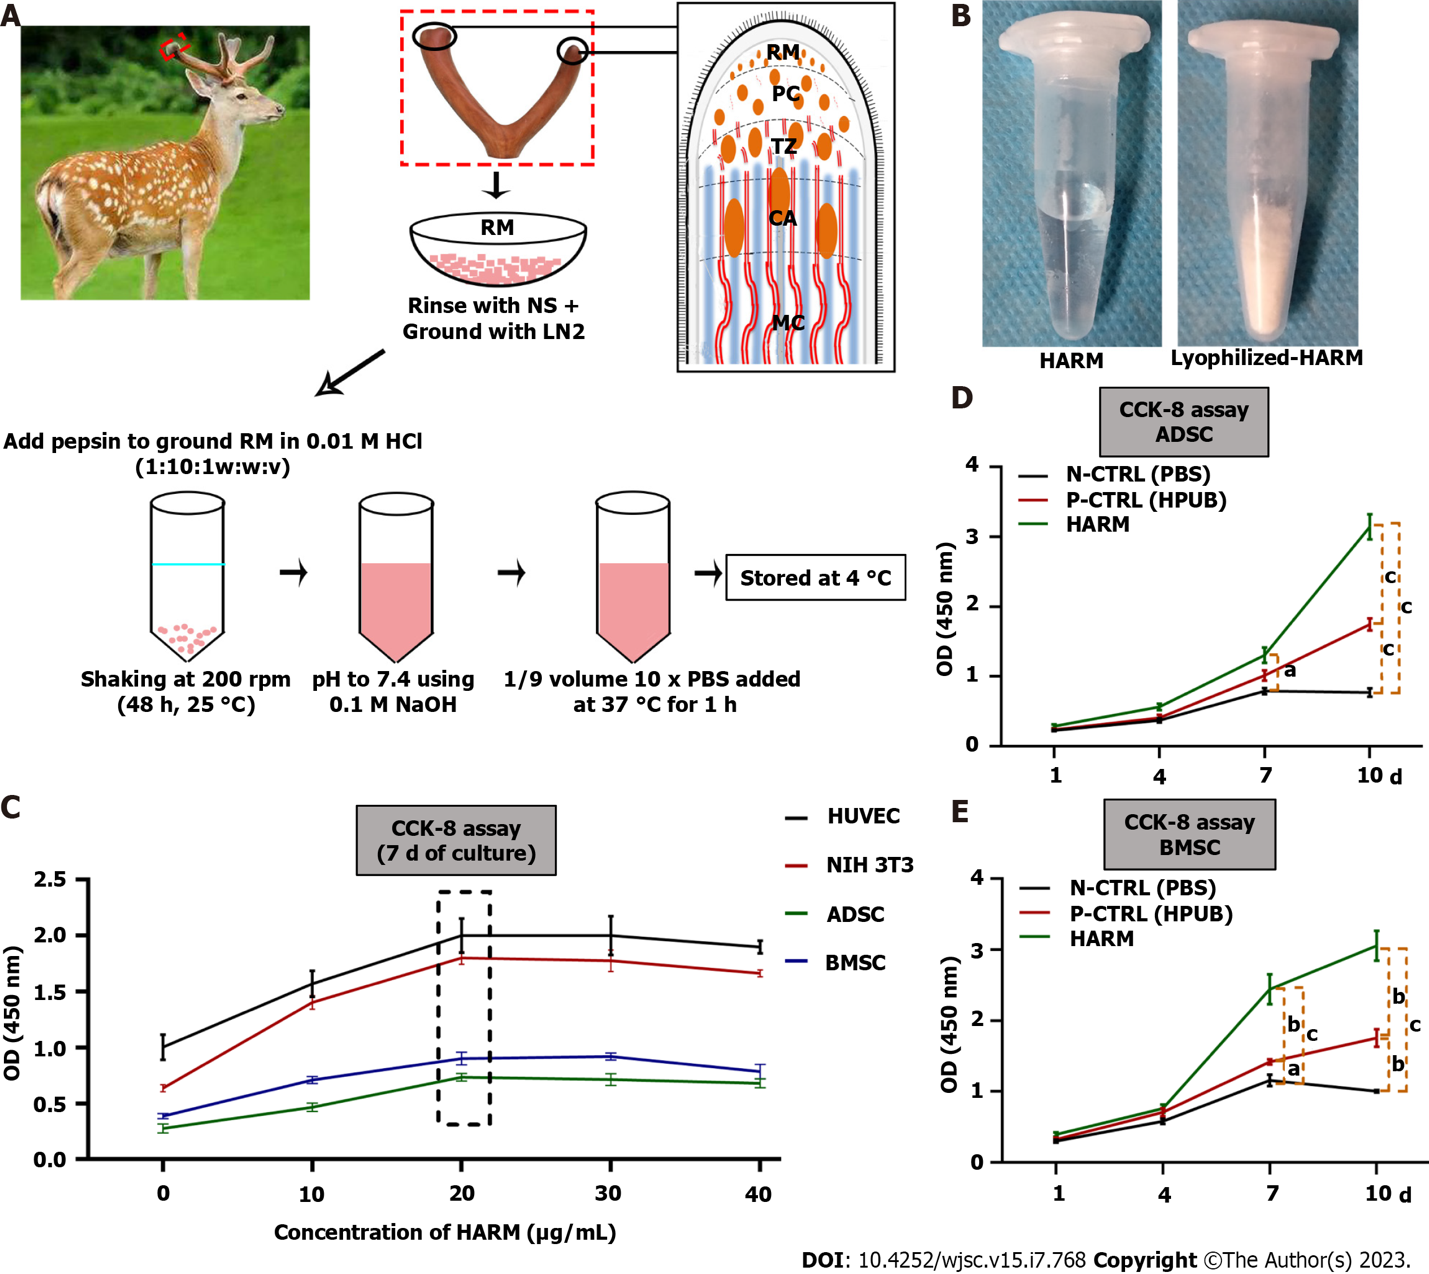 A
RM
PC
TZ
CA
MC
RM
Rinse with NS +
Ground with LN2
Add pepsin to ground RM in 0.01 M HCl
(1:10:1w:w:v)
Shaking at 200 rpm
(48 h, 25 °C)
pH to 7.4 using
0.1 M NaOH
1/9 volume 10 x PBS added
at 37 °C for 1 h
Stored at 4 °C
B
HARM
Lyophilized-HARM
C
CCK-8 assay
(7 d of culture)
HUVEC
NIH 3T3
ADSC
BMSC
OD (450 nm)
2.5
2.0
1.5
1.0
0.5
0.0
0 10 20 30 40
Concentration of HARM (µg/mL)
D
CCK-8 assay
ADSC
N-CTRL (PBS)
P-CTRL (HPUB)
HARM
OD (450 nm)
4
3
2
1
0
a
c
c
c
1 4 7 10 d
E
CCK-8 assay
BMSC
N-CTRL (PBS)
P-CTRL (HPUB)
HARM
OD (450 nm)
4
3
2
1
0
b
c
a
b
c
b
1 4 7 10 d
DOI: 10.4252/wjsc.v15.i7.768 Copyright ©The Author(s) 2023.